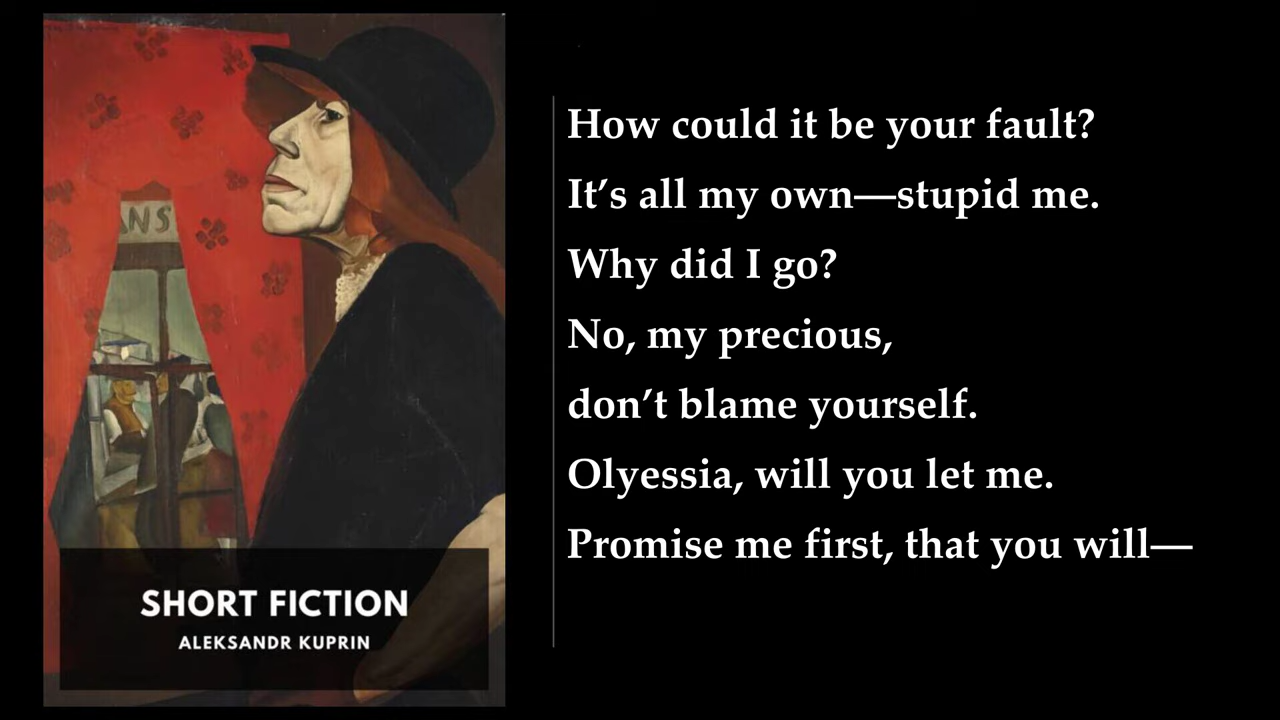 ANS
SHORT FICTION
ALEKSANDR KUPRIN
How could it be your fault?
It’s all my own—stupid me.
Why did I go?
No, my precious,
don’t blame yourself.
Olyessia, will you let me.
Promise me first, that you will—